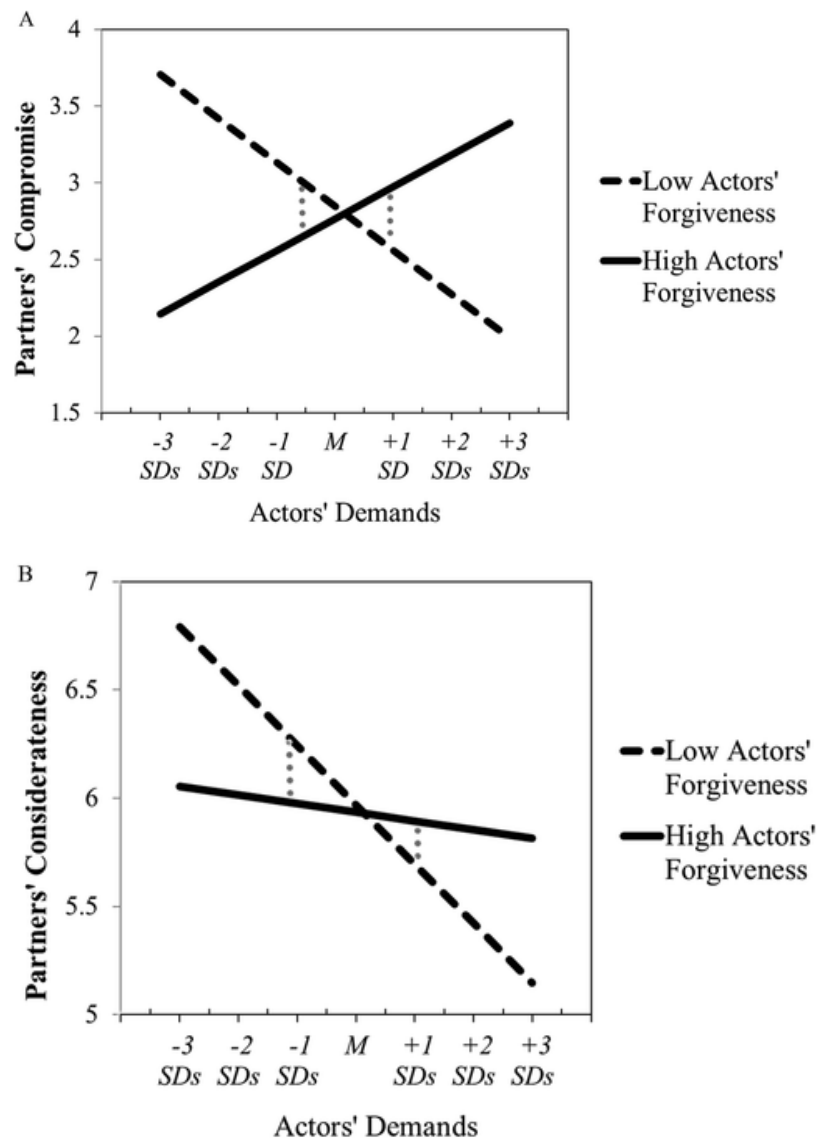 A
Partners' Compromise
4
3.5
3
2.5
2
1.5
-3 -2 -1 M +1 +2 +3
SDs SDs SD SD SDs SDs
Actors' Demands
Low Actors'
Forgiveness
High Actors'
Forgiveness
B
Partners' Considerateness
7
6.5
6
5.5
5
-3 -2 -1 M +1 +2 +3
SDs SDs SDs SDs SDs SDs
Actors' Demands
Low Actors'
Forgiveness
High Actors'
Forgiveness